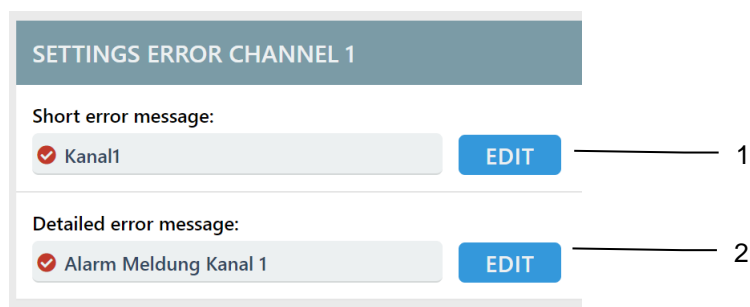 SETTINGS ERROR CHANNEL 1
Short error message:
Kanal1 EDIT 1
Detailed error message:
Alarm Meldung Kanal 1 EDIT 2